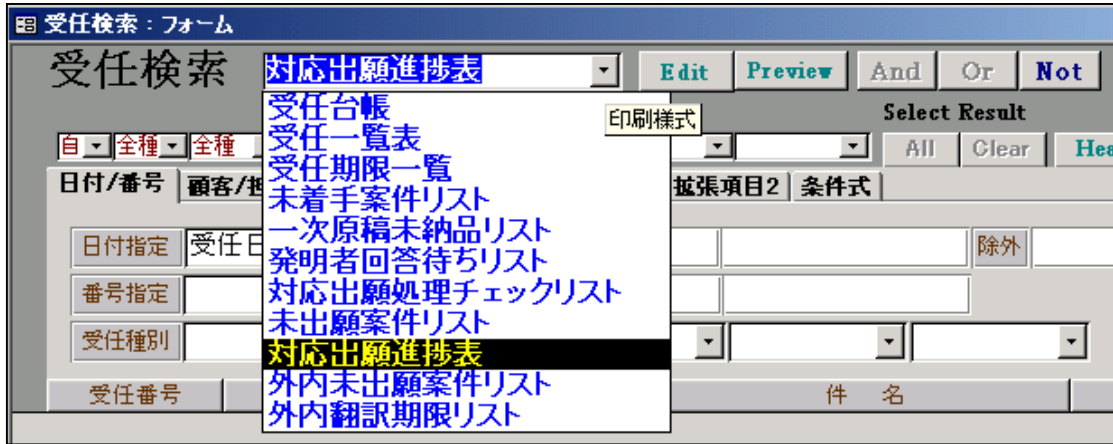 受任検索：フォーム
受任検索 対応出願進捗表 Edit Preview And Or Not
受任台帳
受任一覧表
印刷様式
Select Result
自 全種 全種 All Clear
受任期限一覧
日付/番号 顧客/ 拡張項目2 条件式
未着手案件リスト
一次原稿未納品リスト
日付指定 受任日 除外
発明者回答待ちリスト
番号指定
対応出願処理チェックリスト
未出願案件リスト
受任種別
対応出願進捗表
外内未出願案件リスト
受任番号 件 名
外内翻訳期限リスト